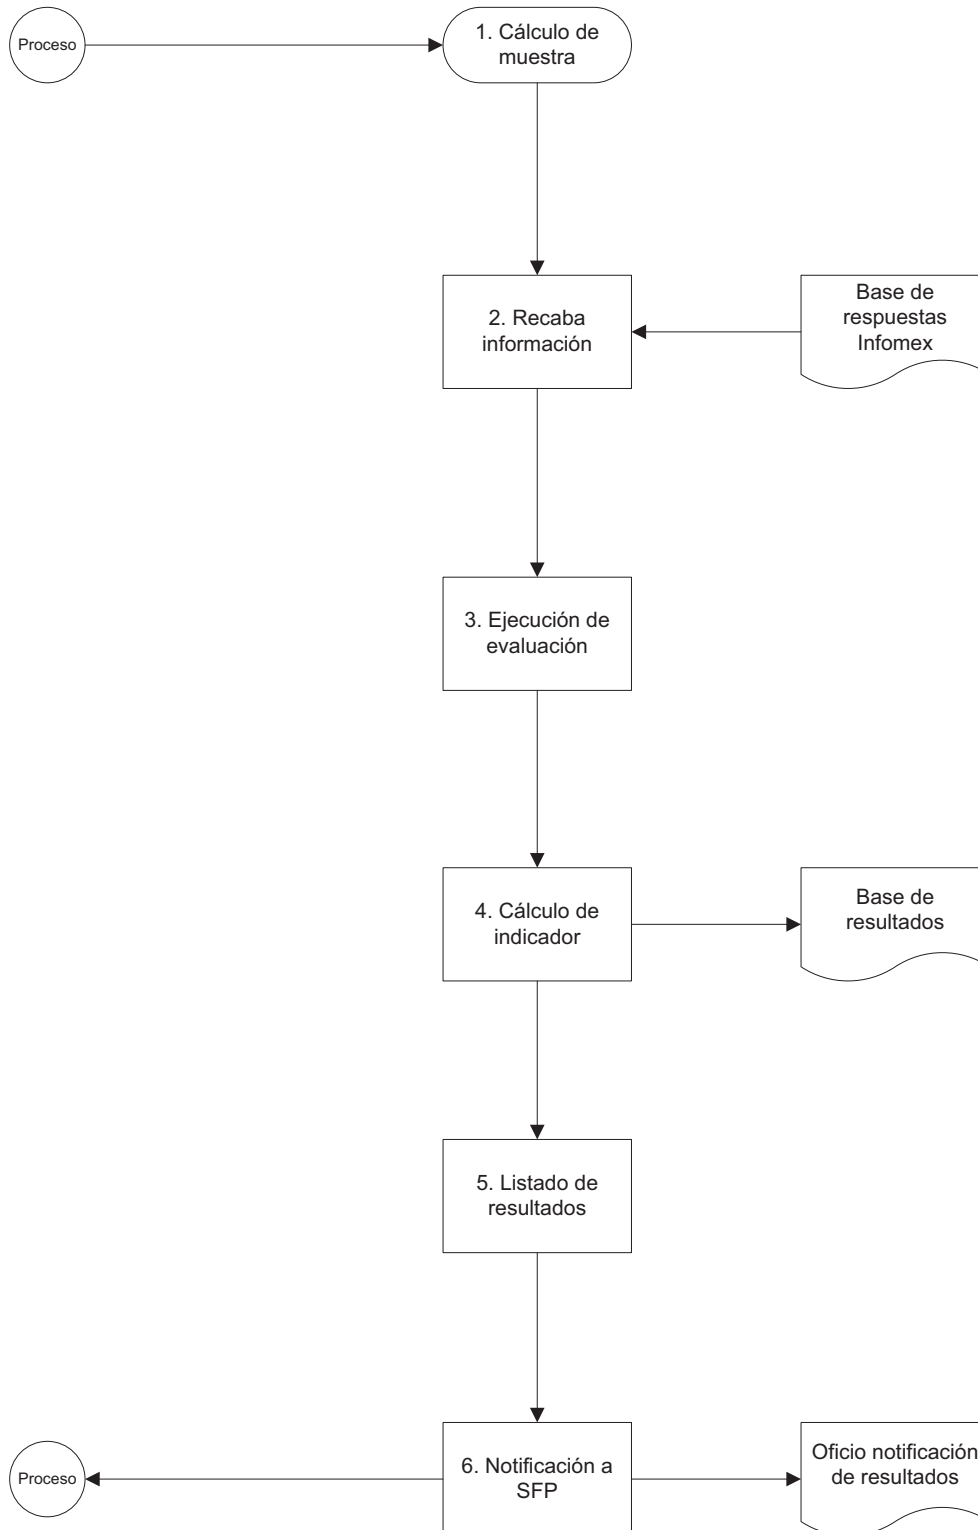 Proceso
1. Cálculo de
muestra
2. Recaba
información
Base de
respuestas
Infomex
3. Ejecución de
evaluación
4. Cálculo de
indicador
Base de
resultados
5. Listado de
resultados
Proceso
6. Notificación a
SFP
Oficio notificación
de resultados